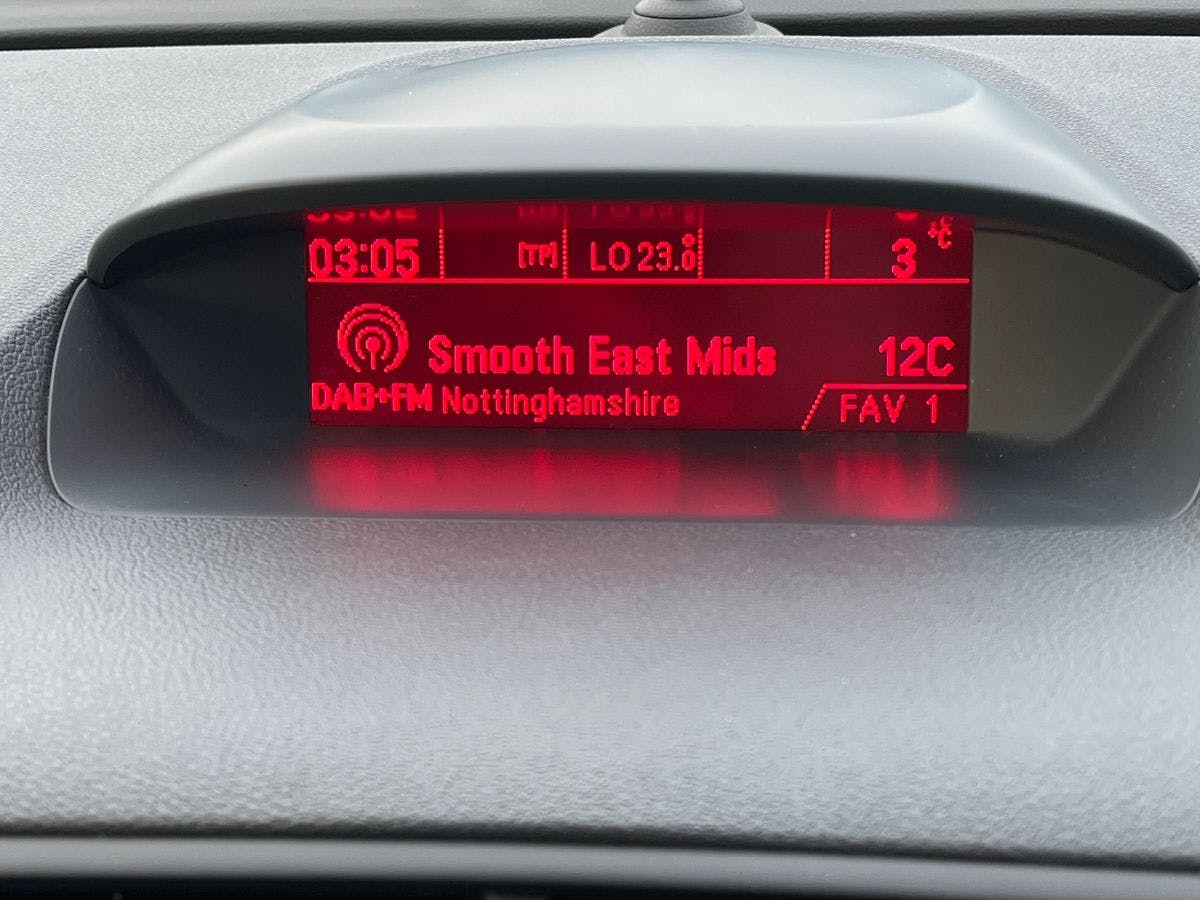 03:05 [TP] LO 23.0 3 °C
Smooth East Mids 12C
DAB+FM Nottinghamshire FAV 1